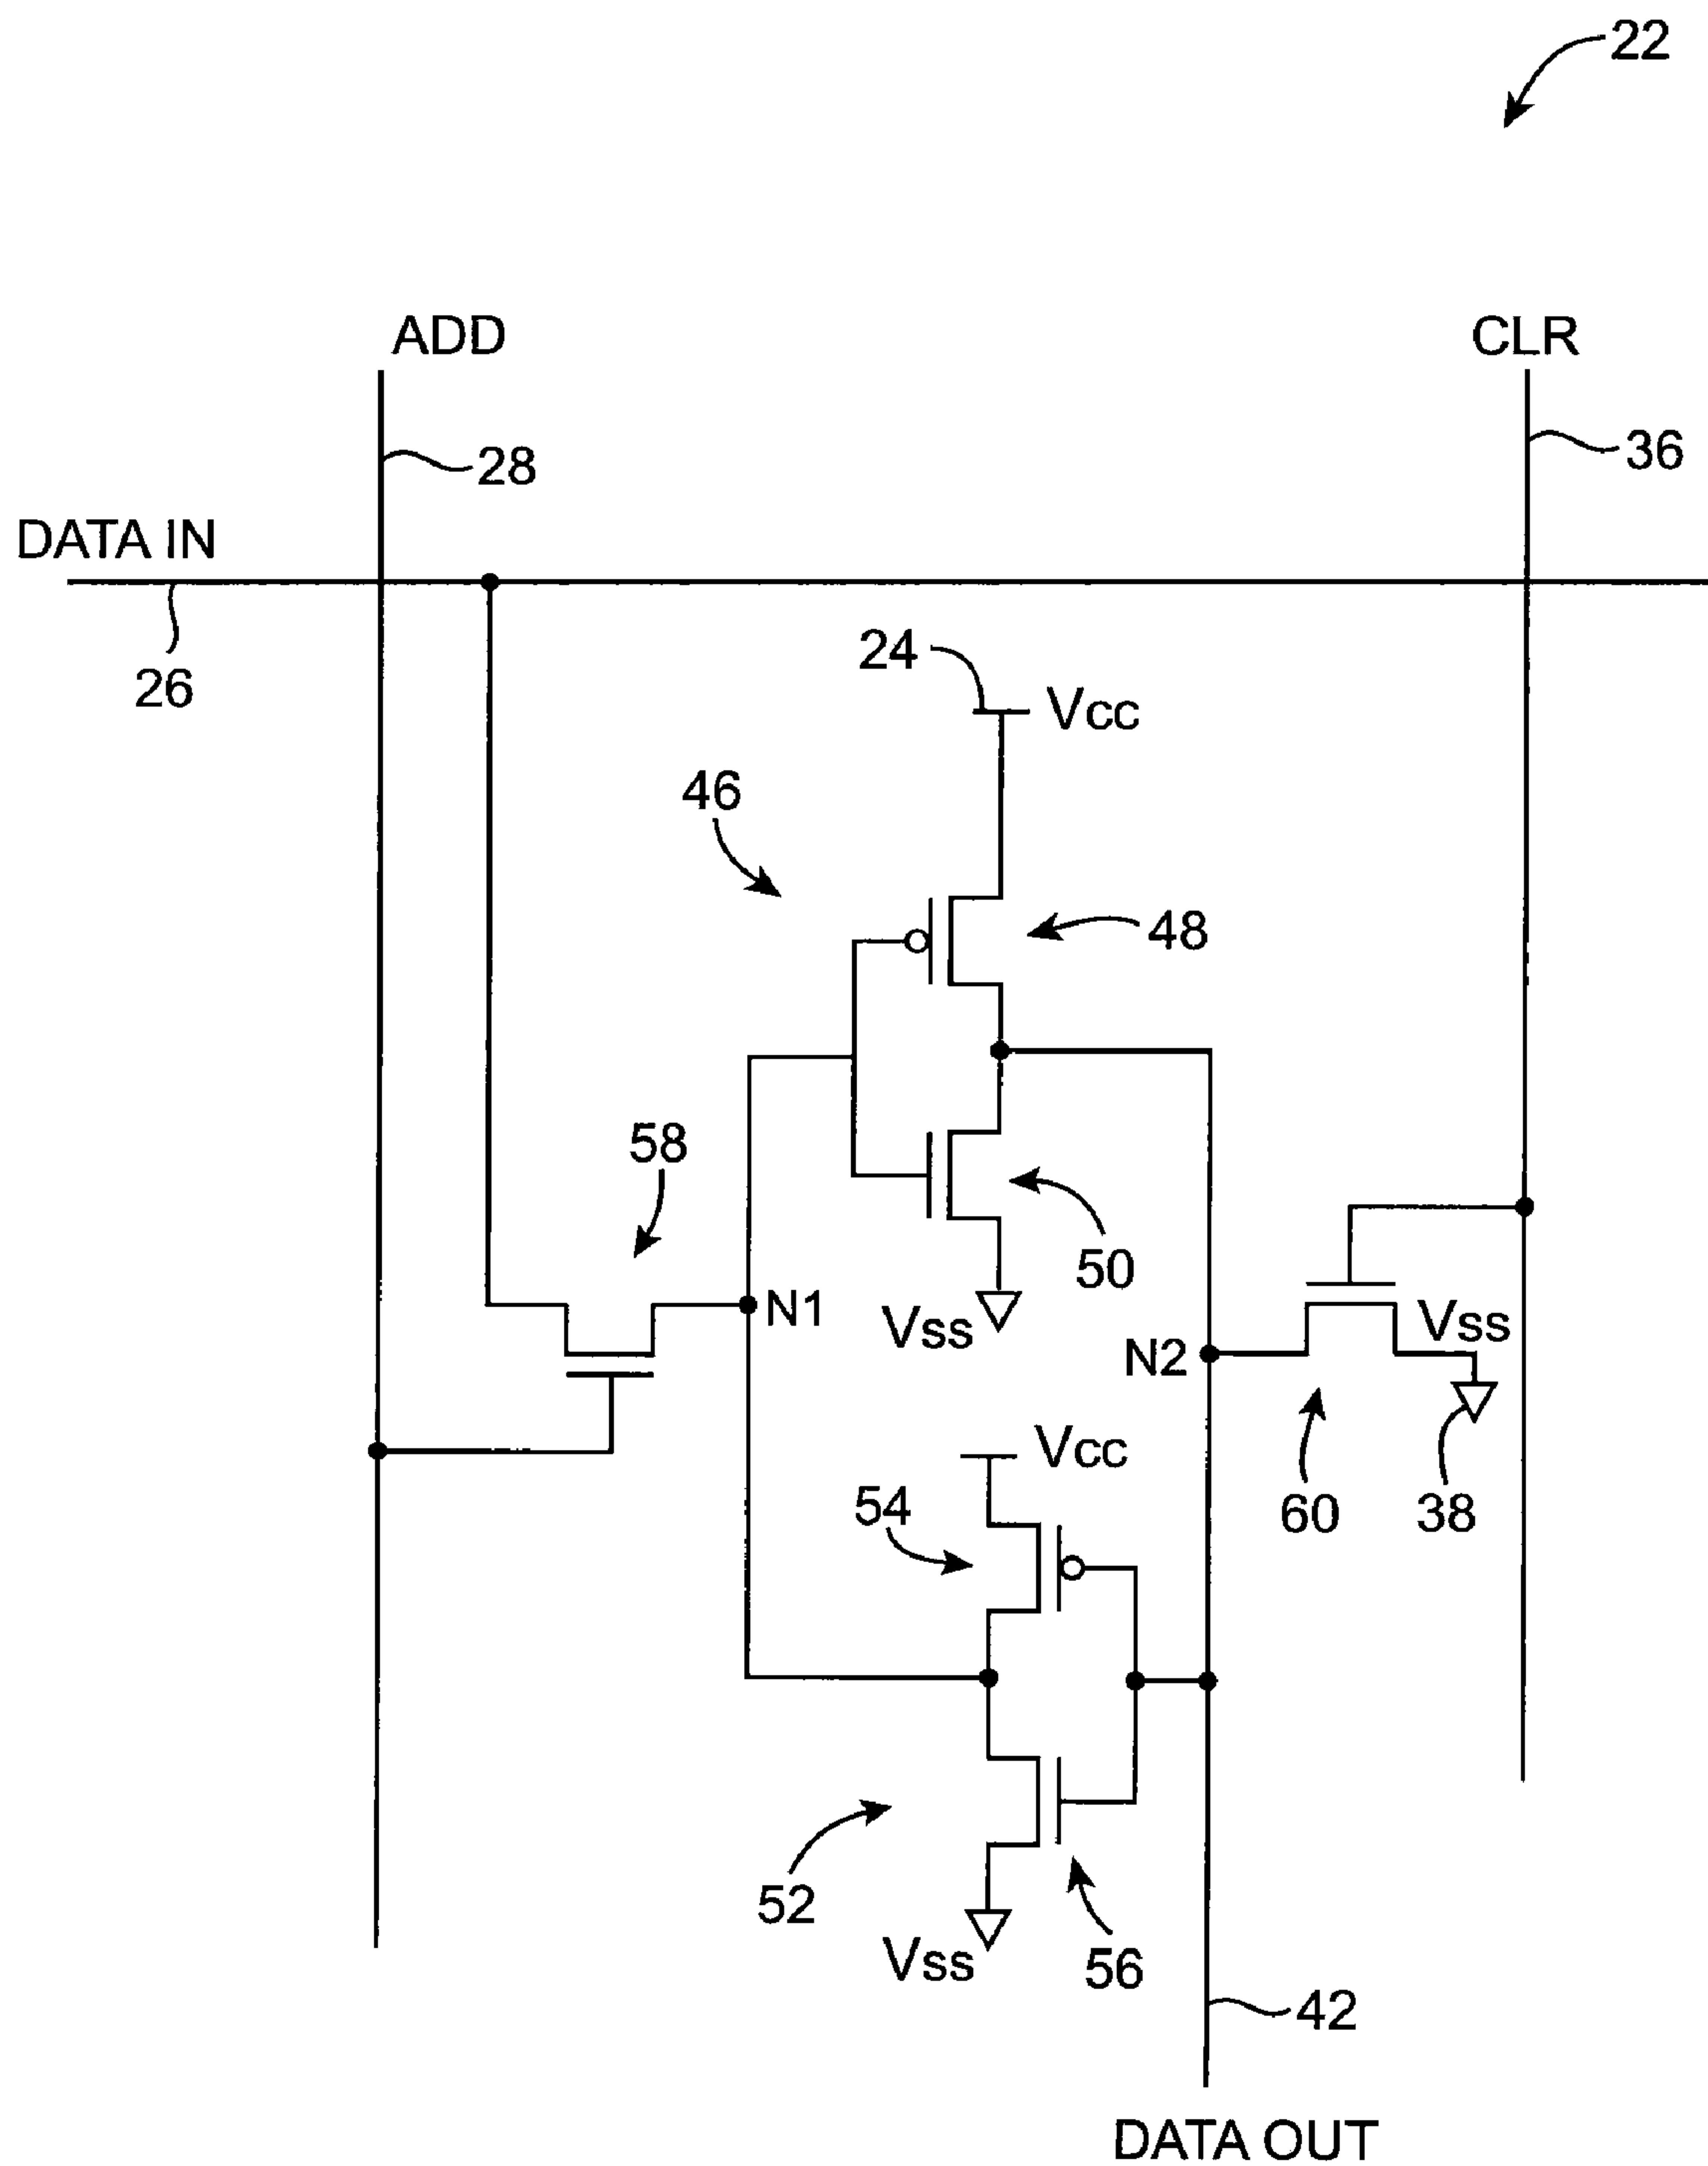 22
ADD
CLR
28
36
DATA IN
26
24
Vcc
46
48
58
50
N1
Vss
Vss
N2
Vcc
54
60
38
52
Vss
56
42
DATA OUT